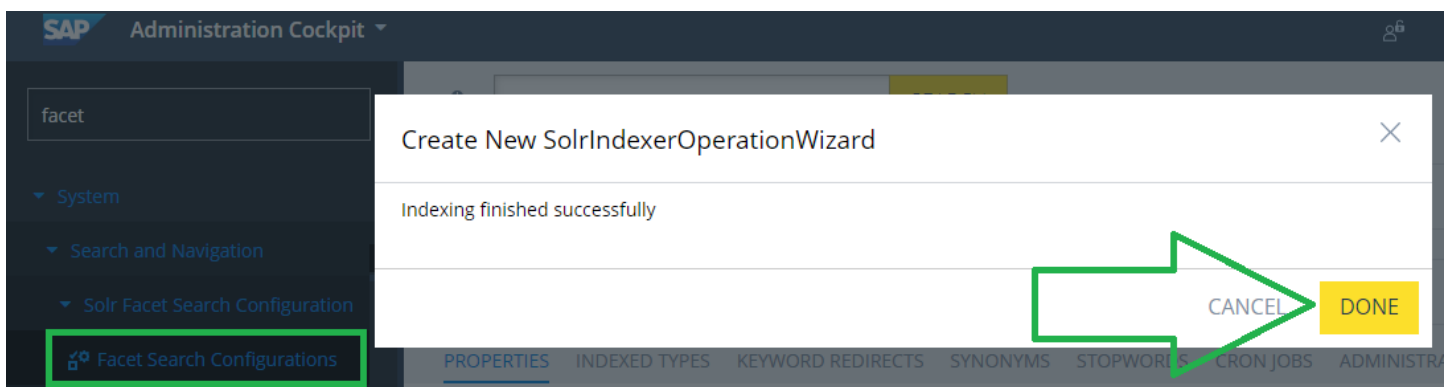 SAP Administration Cockpit
facet
Create New SolrIndexerOperationWizard
System
Indexing finished successfully
Search and Navigation
Solr Facet Search Configuration
CANCEL DONE
Facet Search Configurations
PROPERTIES INDEXED TYPES KEYWORD REDIRECTS SYNONYMS STOPWORDS CRON JOBS ADMINISTRA